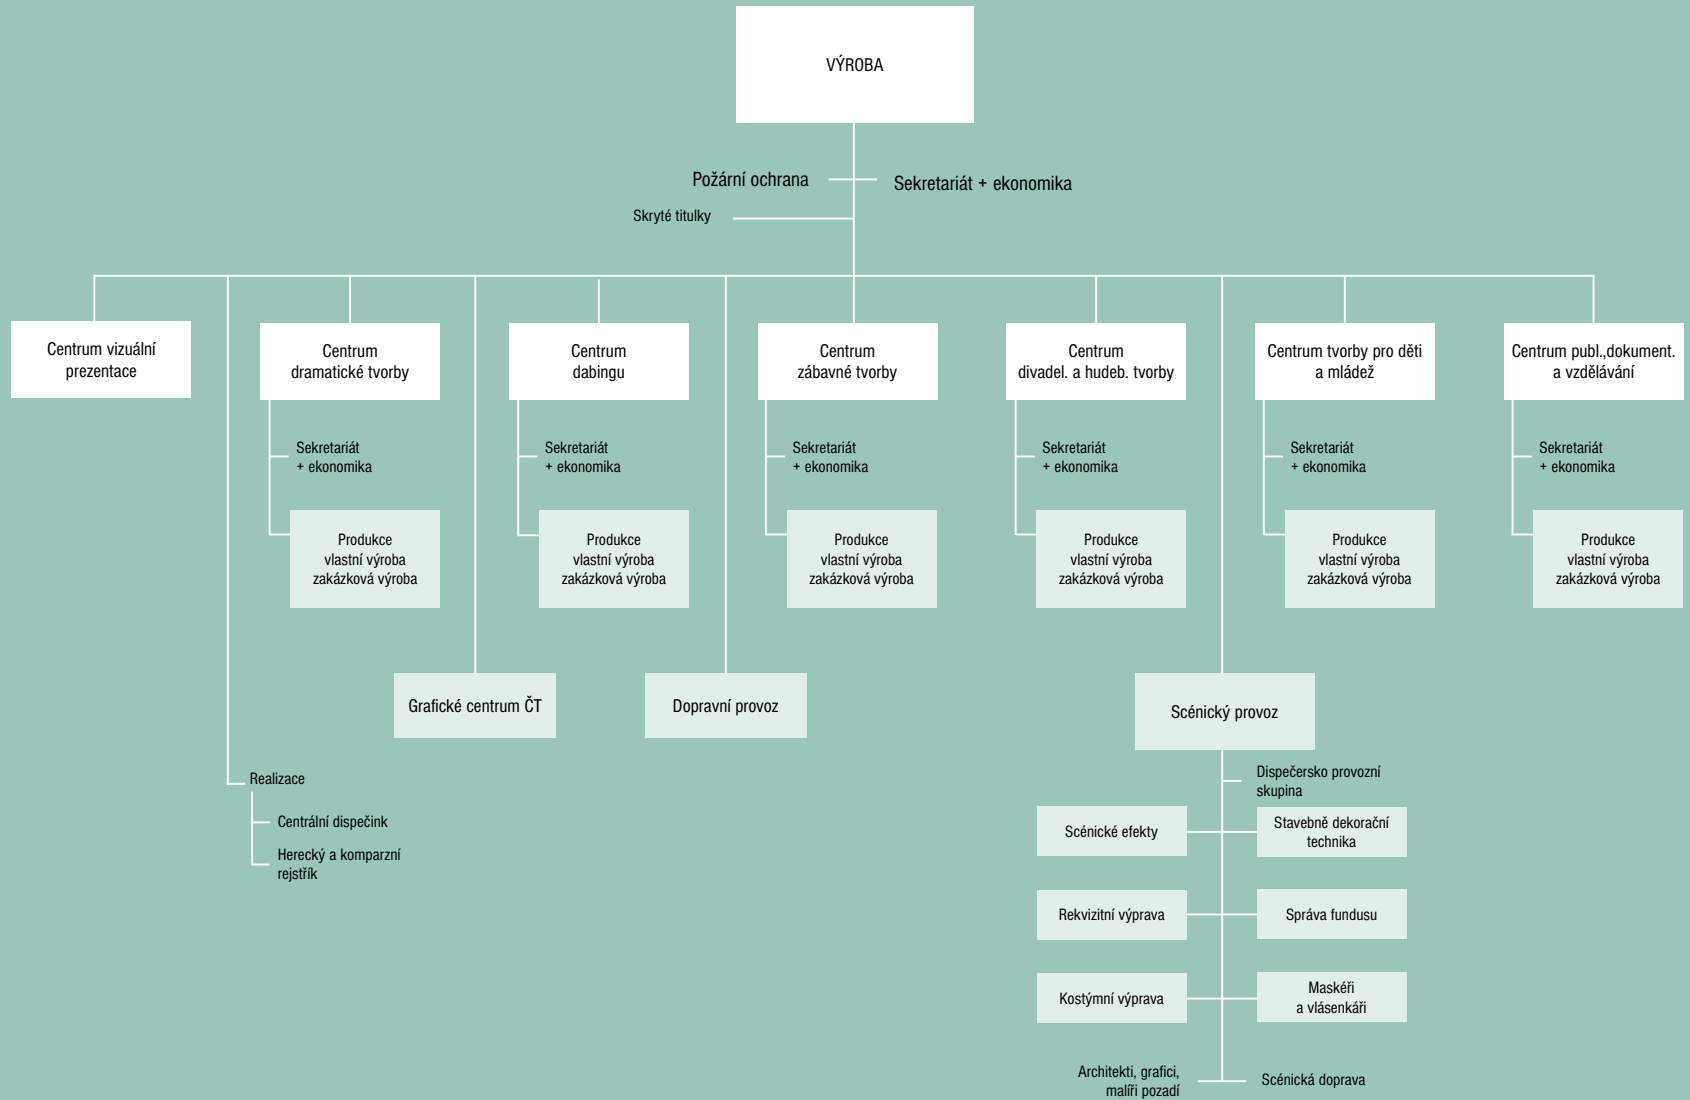 VÝROBA
Požární ochrana
Sekretariát + ekonomika
Skryté titulky
Centrum vizuální
prezentace
Centrum
dramatické tvorby
Centrum
dabingu
Centrum
zábavné tvorby
Centrum
divadel. a hudeb. tvorby
Centrum tvorby pro děti
a mládež
Centrum publ.,dokument.
a vzdělávání
Sekretariát
+ ekonomika
Sekretariát
+ ekonomika
Sekretariát
+ ekonomika
Sekretariát
+ ekonomika
Sekretariát
+ ekonomika
Sekretariát
+ ekonomika
Produkce
vlastní výroba
zakázková výroba
Produkce
vlastní výroba
zakázková výroba
Produkce
vlastní výroba
zakázková výroba
Produkce
vlastní výroba
zakázková výroba
Produkce
vlastní výroba
zakázková výroba
Produkce
vlastní výroba
zakázková výroba
Grafické centrum ČT
Dopravní provoz
Scénický provoz
Realizace
Centrální dispečink
Herecký a komparzní
rejstřík
Dispečersko provozní
skupina
Scénické efekty
Stavebně dekorační
technika
Rekvizitní výprava
Správa fundusu
Kostýmní výprava
Maskéři
a vlásenkáři
Architekti, grafici,
malíři pozadí
Scénická doprava